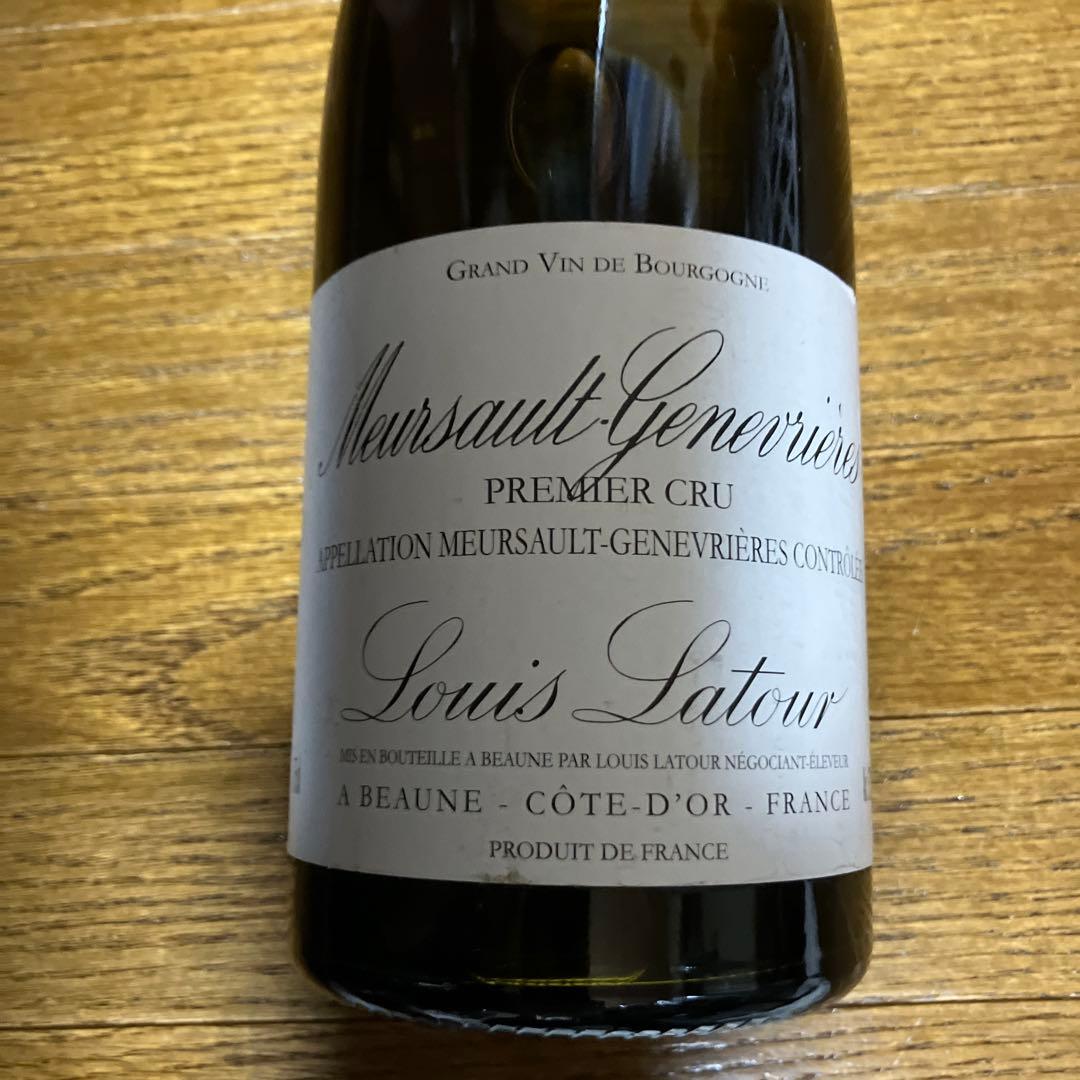 GRAND VIN DE BOURGOGNE
Meursault-Genevrières
PREMIER CRU
APPELLATION MEURSAULT-GENEVRIÈRES CONTRÔLÉE
Louis Latour
MIS EN BOUTEILLE A BEAUNE PAR LOUIS LATOUR NÉGOCIANT-ÉLEVEUR
A BEAUNE - CÔTE-D'OR - FRANCE
PRODUIT DE FRANCE